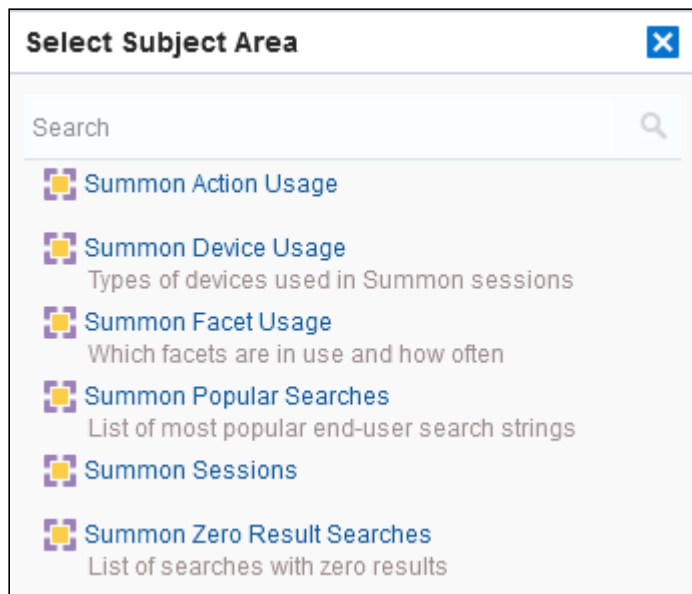 Select Subject Area
Search
Summon Action Usage
Summon Device Usage
Types of devices used in Summon sessions
Summon Facet Usage
Which facets are in use and how often
Summon Popular Searches
List of most popular end-user search strings
Summon Sessions
Summon Zero Result Searches
List of searches with zero results